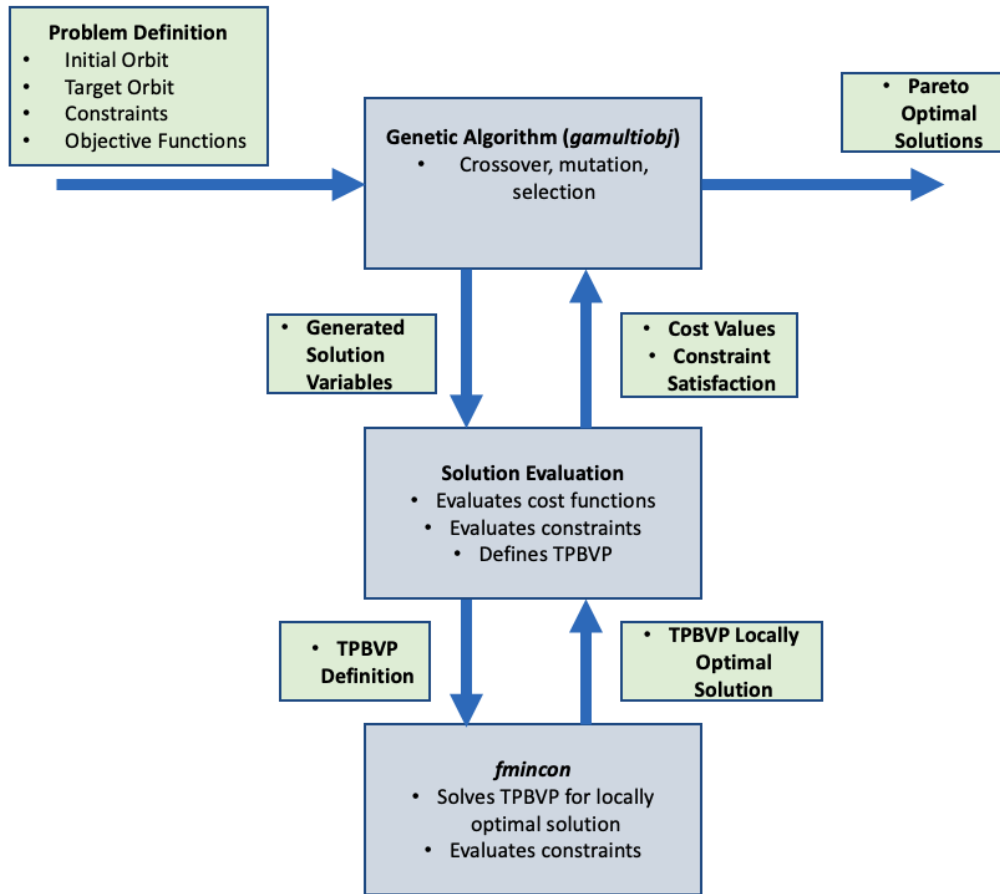 Problem Definition
• Initial Orbit
• Target Orbit
• Constraints
• Objective Functions
Genetic Algorithm (gamultiobj)
• Crossover, mutation,
selection
• Pareto
Optimal
Solutions
• Generated
Solution
Variables
• Cost Values
• Constraint
Satisfaction
Solution Evaluation
• Evaluates cost functions
• Evaluates constraints
• Defines TPBVP
• TPBVP
Definition
• TPBVP Locally
Optimal
Solution
fmincon
• Solves TPBVP for locally
optimal solution
• Evaluates constraints